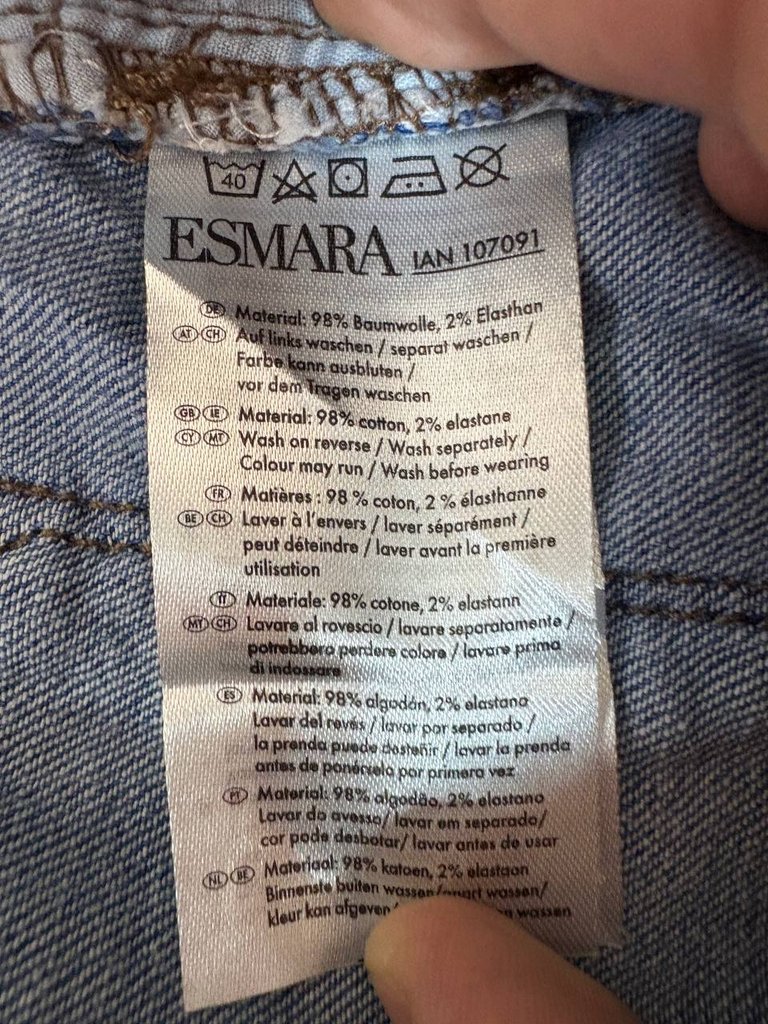 40
ESMARA IAN 107091
DE Material: 98% Baumwolle, 2% Elasthan
AT CH Auf links waschen / separat waschen /
Farbe kann ausbluten /
vor dem Tragen waschen
GB IE Material: 98% cotton, 2% elastane
CY MT Wash on reverse / Wash separately /
Colour may run / Wash before wearing
FR Matières : 98 % coton, 2 % élasthanne
BE CH Laver à l'envers / laver séparément /
peut déteindre / laver avant la première
utilisation
IT Materiale: 98% cotone, 2% elastann
MT CH Lavare al rovescio / lavare separatamente /
potrebbero perdere colore / lavare prima
di indossare
ES Material: 98% algodón, 2% elastano
Lavar del revés / lavar por separado /
la prenda puede desteñir / lavar la prenda
antes de ponérsela por primera vez
PT Material: 98% algodão, 2% elastano
Lavar do avesso/ lavar em separado/
cor pode desbotar/ lavar antes de usar
NL BE Materiaal: 98% katoen, 2% elastaan
Binnenste buiten wassen/apart wassen/
kleur kan afgeven/ wassen